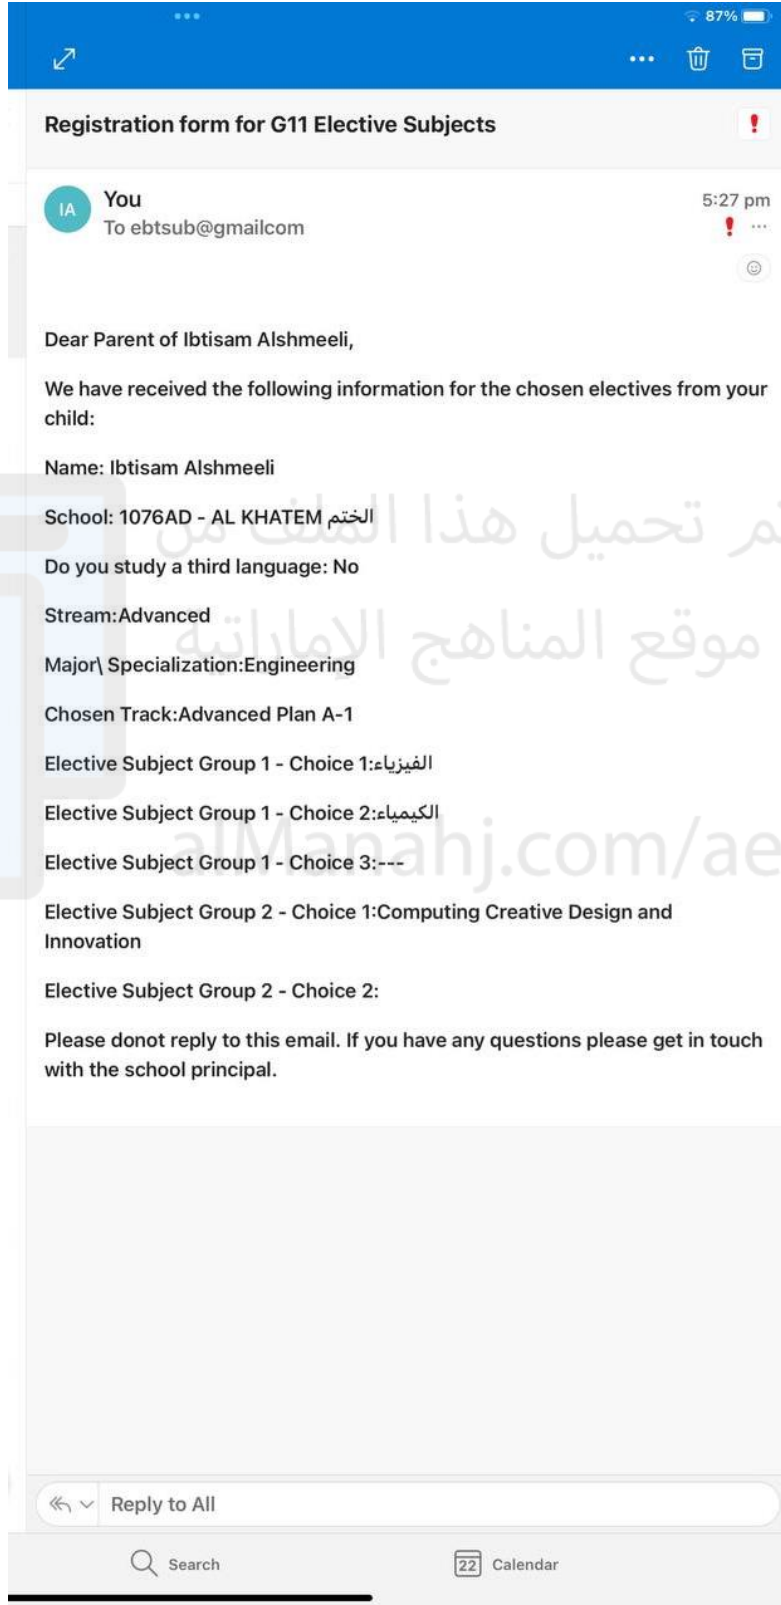 87%
Registration form for G11 Elective Subjects
IA
You
5:27 pm
To ebtsub@gmailcom
Dear Parent of Ibtisam Alshmeeli,
We have received the following information for the chosen electives from your
child:
Name: Ibtisam Alshmeeli
School: 1076AD - AL KHATEM الختم
تم تحميل هذا الملف من
Do you study a third language: No
Stream:Advanced
موقع المناهج الإماراتية
Major\ Specialization:Engineering
Chosen Track:Advanced Plan A-1
Elective Subject Group 1 - Choice 1:الفيزياء
Elective Subject Group 1 - Choice 2:الكيمياء
alManahj.com/ae
Elective Subject Group 1 - Choice 3:---
Elective Subject Group 2 - Choice 1:Computing Creative Design and
Innovation
Elective Subject Group 2 - Choice 2:
Please donot reply to this email. If you have any questions please get in touch
with the school principal.
Reply to All
Search
22 Calendar